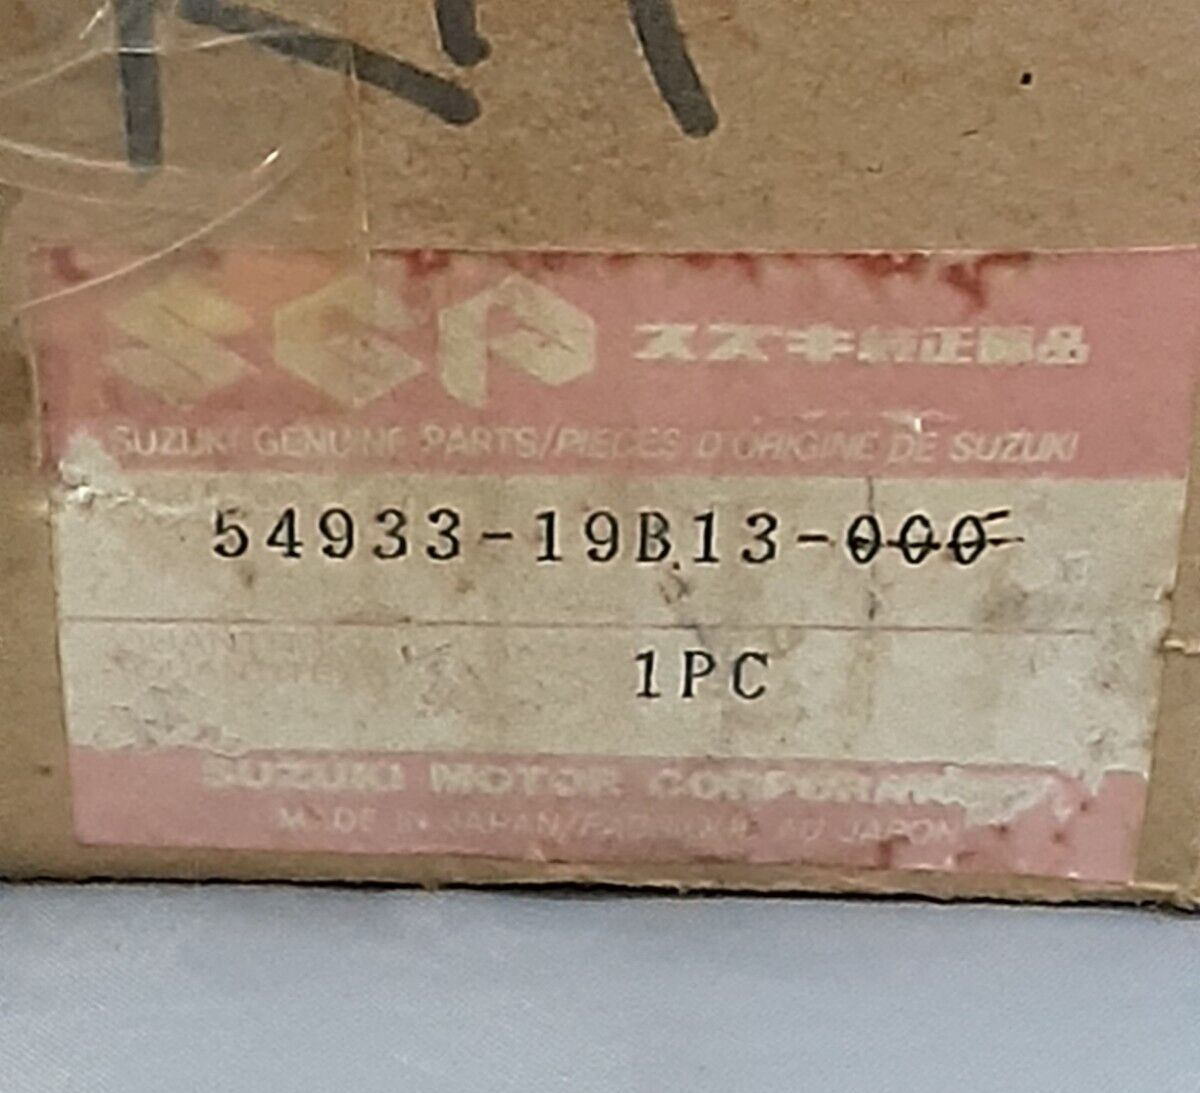 SGP スズキ純正部品
SUZUKI GENUINE PARTS/PIECES D'ORIGINE DE SUZUKI
54933-19B13-000
QUANTITE
1PC
SUZUKI MOTOR CORPORATION
MADE IN JAPAN/FABRIQUE AU JAPON